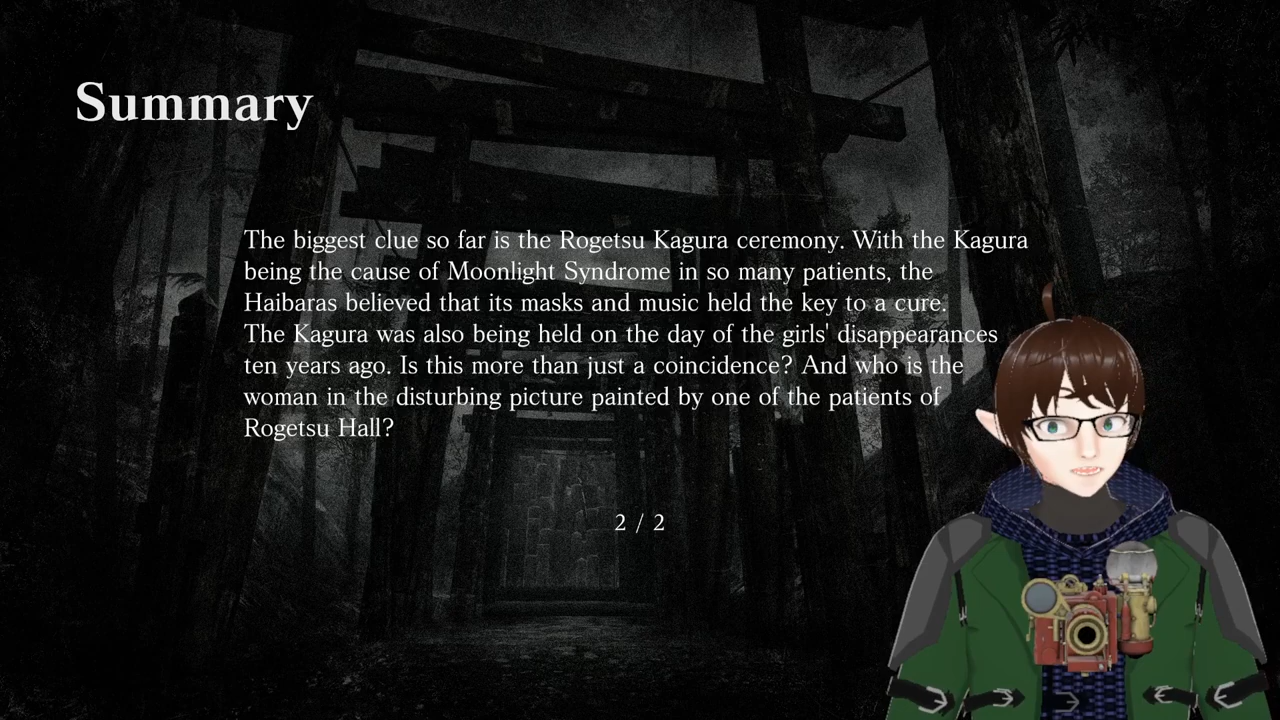 Summary
The biggest clue so far is the Rogetsu Kagura ceremony. With the Kagura
being the cause of Moonlight Syndrome in so many patients, the
Haibaras believed that its masks and music held the key to a cure.
The Kagura was also being held on the day of the girls' disappearances
ten years ago. Is this more than just a coincidence? And who is the
woman in the disturbing picture painted by one of the patients of
Rogetsu Hall?
2 / 2